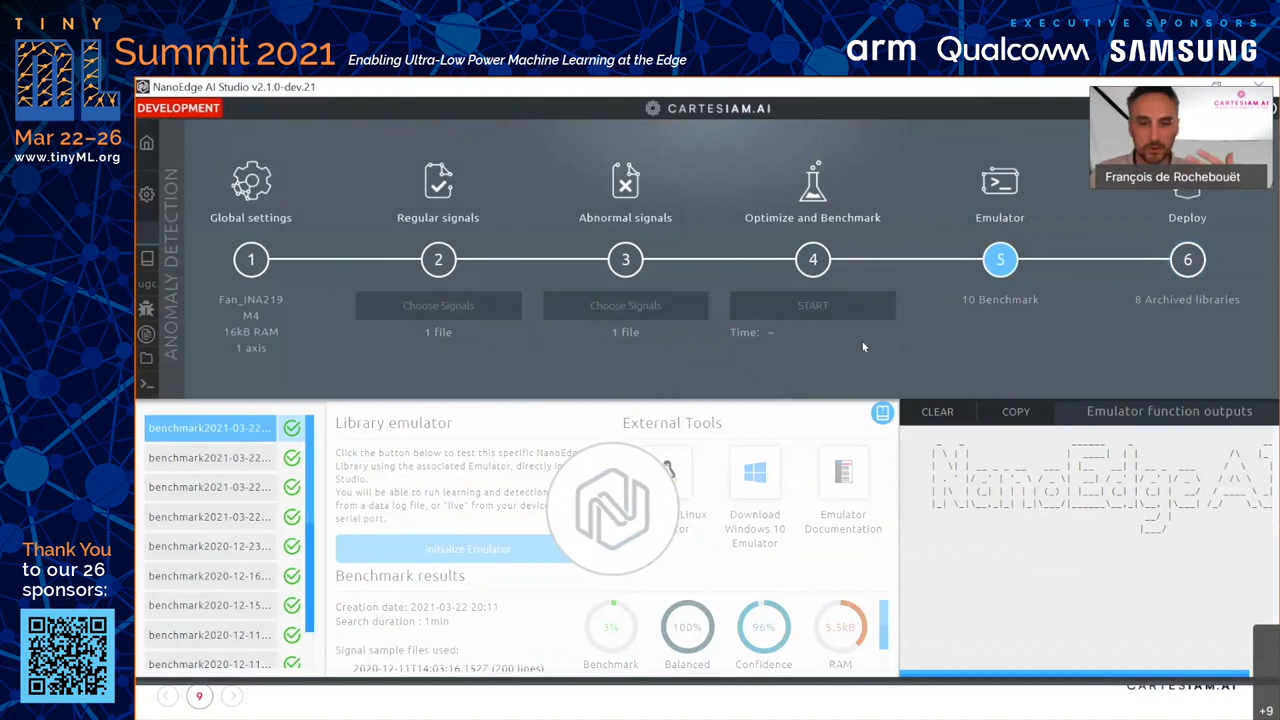 TINY
ML
Summit 2021
Enabling Ultra-Low Power Machine Learning at the Edge
EXECUTIVE SPONSORS
arm Qualcomm SAMSUNG
Mar 22–26
www.tinyML.org
NanoEdge AI Studio v2.1.0-dev.21
DEVELOPMENT
CARTESIAM.AI
CARTESIAM.AI
François de Rochebouët
ANOMALY DETECTION
ugc
Global settings
Regular signals
Abnormal signals
Optimize and Benchmark
Emulator
Deploy
1
2
3
4
5
6
Fan_INA219
M4
16kB RAM
1 axis
Choose Signals
1 file
Choose Signals
1 file
START
Time: ~
10 Benchmark
8 Archived libraries
benchmark2021-03-22...
benchmark2021-03-22...
benchmark2021-03-22...
benchmark2021-03-22...
benchmark2020-12-23...
benchmark2020-12-16...
benchmark2020-12-15...
benchmark2020-12-11...
benchmark2020-12-11...
Library emulator
Click the button below to test this specific NanoEdge
Library using the associated Emulator, directly
Studio.
You will be able to run learning and detection
from a data log file, or "live" from your device
serial port.
Initialize Emulator
External Tools
Linux
Download
Windows 10
Emulator
Emulator
Documentation
Benchmark results
Creation date: 2021-03-22 20:11
Search duration : 1min
Signal sample files used:
2020-12-11T14:03:16.152Z (200 lines)
3%
Benchmark
100%
Balanced
96%
Confidence
5.5kB
RAM
CLEAR
COPY
Emulator function outputs
Thank You
to our 26
sponsors:
9
CARTESIAM.AI
+9